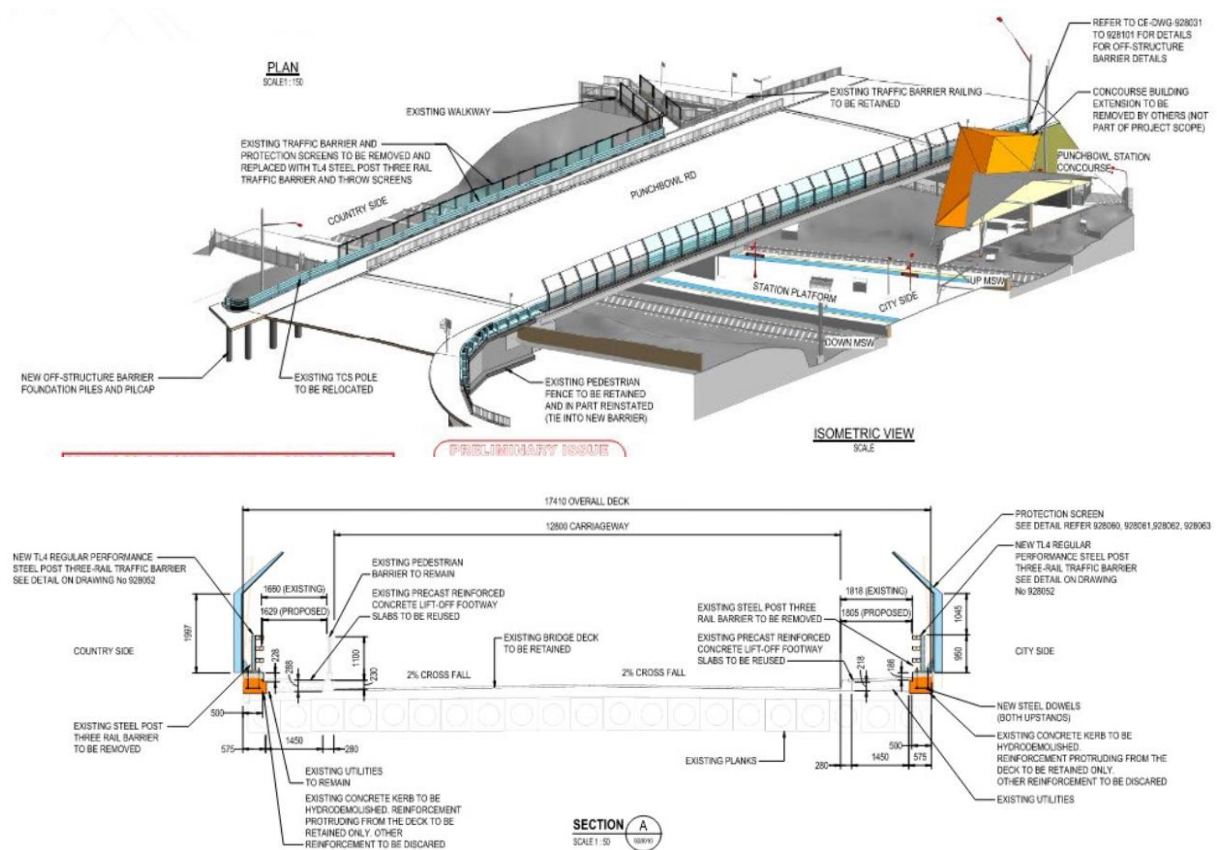 PLAN
SCALE 1 : 150
REFER TO CE-DWG-928031
TO 928101 FOR DETAILS
FOR OFF-STRUCTURE
BARRIER DETAILS
EXISTING WALKWAY
EXISTING TRAFFIC BARRIER RAILING
TO BE RETAINED
CONCOURSE BUILDING
EXTENSION TO BE
REMOVED BY OTHERS (NOT
PART OF PROJECT SCOPE)
EXISTING TRAFFIC BARRIER AND
PROTECTION SCREENS TO BE REMOVED AND
REPLACED WITH TL4 STEEL POST THREE RAIL
TRAFFIC BARRIER AND THROW SCREENS
PUNCHBOWL STATION
CONCOURSE
PUNCHBOWL RD
COUNTRY SIDE
STATION PLATFORM
CITY SIDE
UP MSW
DOWN MSW
NEW OFF-STRUCTURE BARRIER
FOUNDATION PILES AND PILCAP
EXISTING TCS POLE
TO BE RELOCATED
EXISTING PEDESTRIAN
FENCE TO BE RETAINED
AND IN PART REINSTATED
(TIE INTO NEW BARRIER)
ISOMETRIC VIEW
SCALE
PRELIMINARY ISSUE
17410 OVERALL DECK
12800 CARRIAGEWAY
NEW TL4 REGULAR PERFORMANCE
STEEL POST THREE-RAIL TRAFFIC BARRIER
SEE DETAIL ON DRAWING No 928052
EXISTING PEDESTRIAN
BARRIER TO REMAIN
1660 (EXISTING)
1629 (PROPOSED)
EXISTING PRECAST REINFORCED
CONCRETE LIFT-OFF FOOTWAY
SLABS TO BE REUSED
PROTECTION SCREEN
SEE DETAIL REFER 928060, 928061,928062, 928063
NEW TL4 REGULAR
PERFORMANCE STEEL POST
THREE-RAIL TRAFFIC BARRIER
SEE DETAIL ON DRAWING
No 928052
1818 (EXISTING)
1805 (PROPOSED)
EXISTING STEEL POST THREE
RAIL BARRIER TO BE REMOVED
EXISTING PRECAST REINFORCED
CONCRETE LIFT-OFF FOOTWAY
SLABS TO BE REUSED
EXISTING BRIDGE DECK
TO BE RETAINED
1997
COUNTRY SIDE
228
288
1100
230
2% CROSS FALL
2% CROSS FALL
218
186
1045
950
CITY SIDE
EXISTING STEEL POST
THREE RAIL BARRIER
TO BE REMOVED
500
575
1450
280
EXISTING UTILITIES
TO REMAIN
EXISTING CONCRETE KERB TO BE
HYDRODEMOLISHED. REINFORCEMENT
PROTRUDING FROM THE DECK TO BE
RETAINED ONLY. OTHER
REINFORCEMENT TO BE DISCARED
EXISTING PLANKS
280
1450
500
575
NEW STEEL DOWELS
(BOTH UPSTANDS)
EXISTING CONCRETE KERB TO BE
HYDRODEMOLISHED.
REINFORCEMENT PROTRUDING FROM THE
DECK TO BE RETAINED ONLY.
OTHER REINFORCEMENT TO BE DISCARED
EXISTING UTILITIES
SECTION A
SCALE 1 : 50